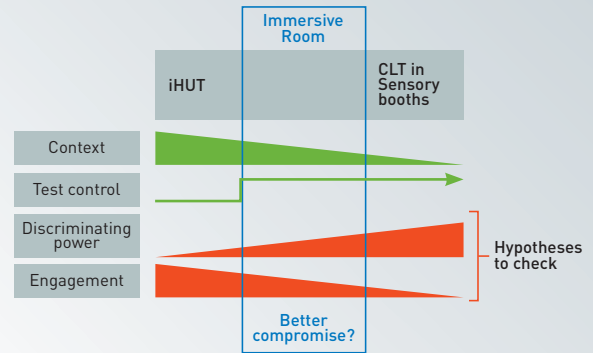 Immersive
Room
iHUT
CLT in
Sensory
booths
Context
Test control
Discriminating
power
Engagement
Hypotheses
to check
Better
compromise?